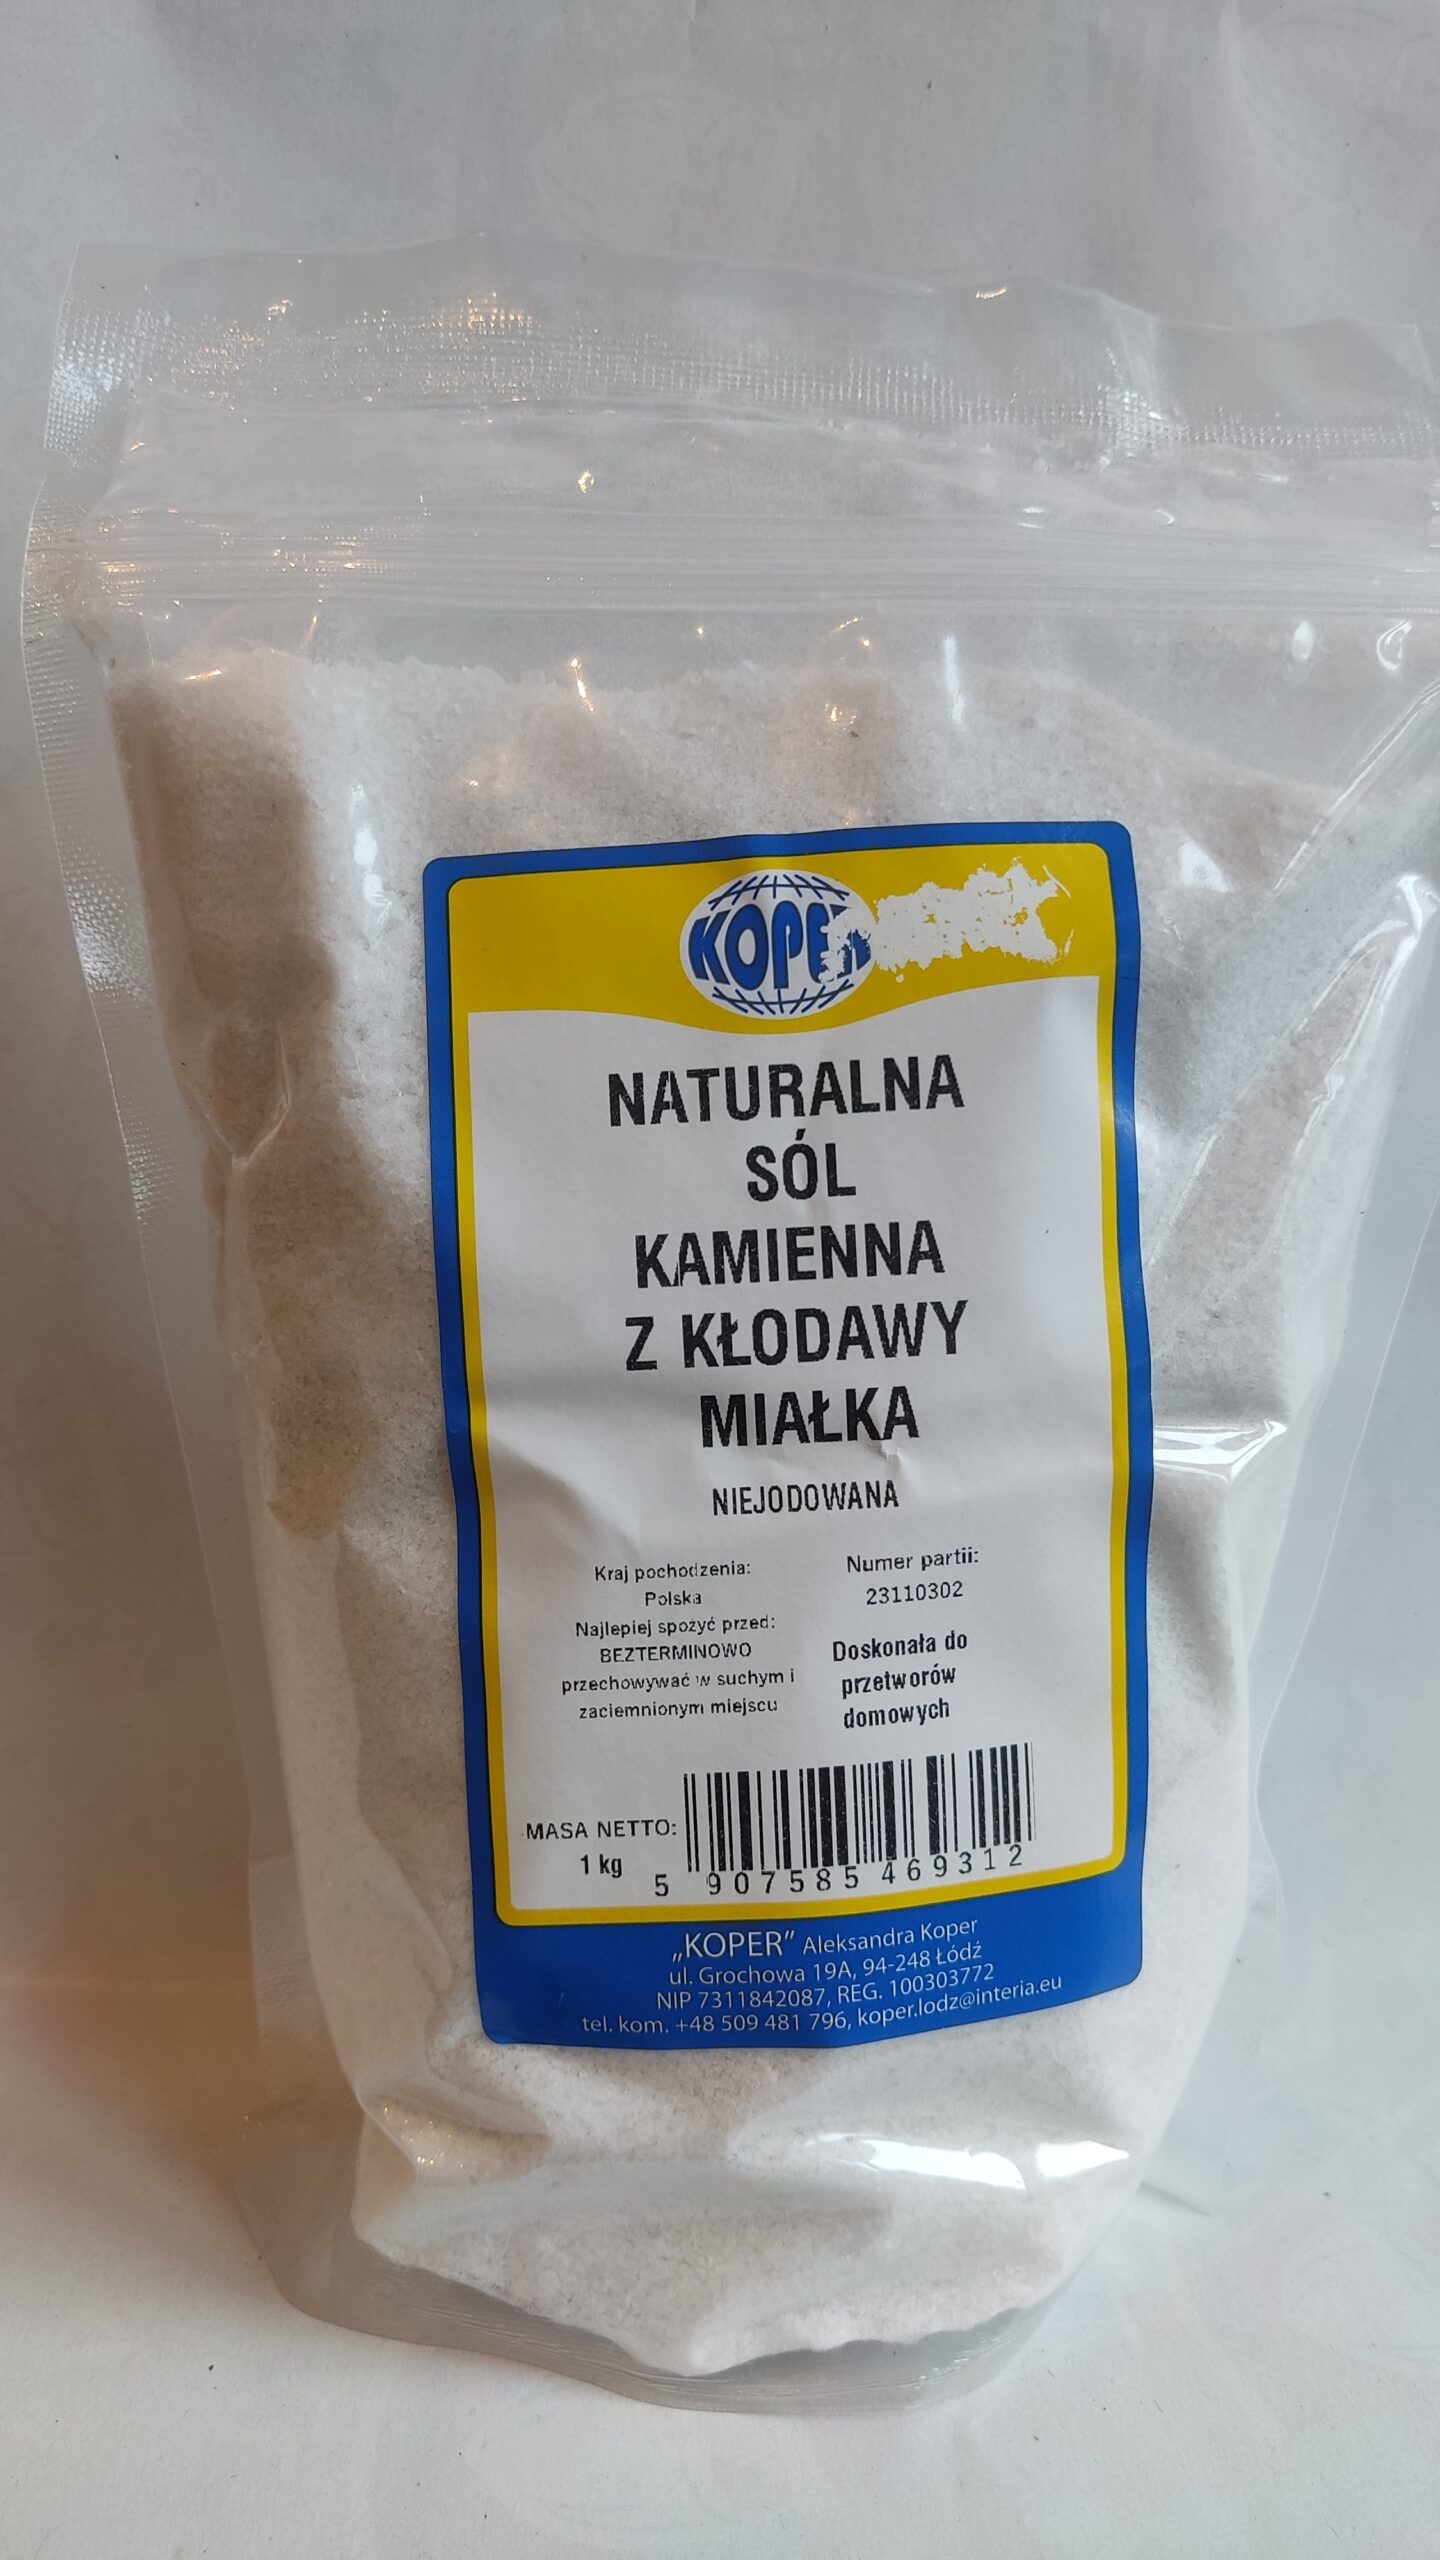 KOPER
NATURALNA
SÓL
KAMIENNA
Z KŁODAWY
MIAŁKA
NIEJODOWANA
Kraj pochodzenia:
Polska
Najlepiej spożyć przed:
BEZTERMINOWO
przechowywać w suchym i
zaciemnionym miejscu
Numer partii:
23110302
Doskonała do
przetworów
domowych
MASA NETTO:
1 kg
5 907585 469312
„KOPER” Aleksandra Koper
ul. Grochowa 19A, 94-248 Łódź
NIP 7311842087, REG. 100303772
tel. kom. +48 509 481 796, koper.lodz@interia.eu